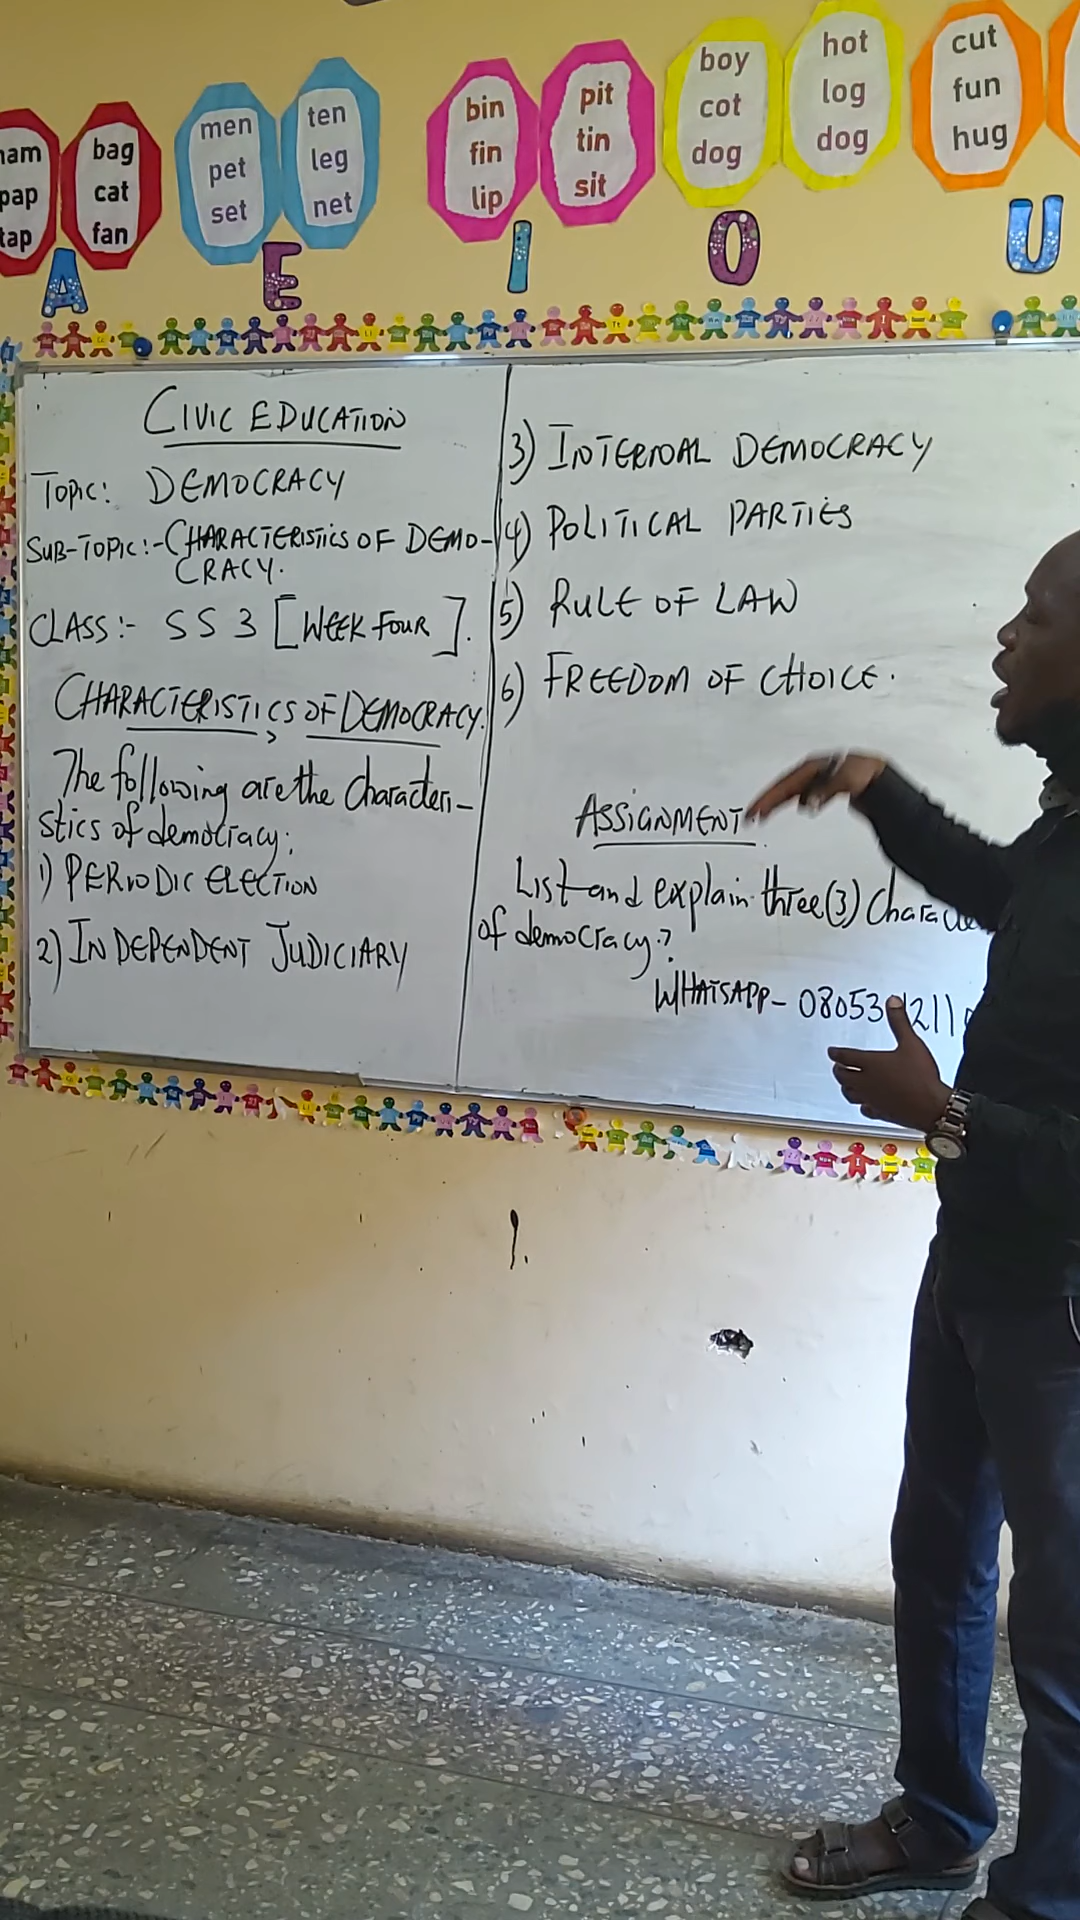 ham
pap
tap
bag
cat
fan
men
pet
set
ten
leg
net
bin
fin
lip
pit
tin
sit
boy
cot
dog
hot
log
dog
cut
fun
hug
A E I O U
CIVIC EDUCATION
TOPIC: DEMOCRACY
SUB-TOPIC:- CHARACTERISTICS OF DEMO-
CRACY.
CLASS:- SS 3 [WEEK FOUR].
CHARACTERISTICS OF DEMOCRACY.
The following are the characteri-
stics of democracy:
1) PERIODIC ELECTION
2) INDEPENDENT JUDICIARY
3) INTERNAL DEMOCRACY
4) POLITICAL PARTIES
5) RULE OF LAW
6) FREEDOM OF CHOICE.
ASSIGNMENT
List and explain three (3)
of democracy?
WHATSAPP -